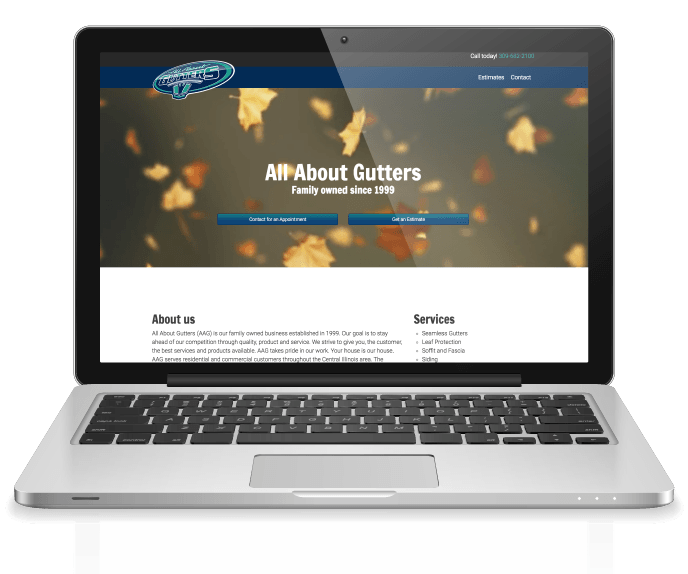 Call today! 309 662 2100
GUTTERS
Estimates Contact
All About Gutters
Family owned since 1999
Contact for an Appointment
Get an Estimate
About us
All About Gutters (AAG) is our family owned business established in 1999. Our goal is to stay
ahead of our competition through quality, product and service. We strive to give you, the customer,
the best services and products available. AAG takes pride in our work. Your house is our house.
AAG serves residential and commercial customers throughout the Central Illinois area. The
Services
Seamless Gutters
Leaf Protection
Soffit and Fascia
Siding